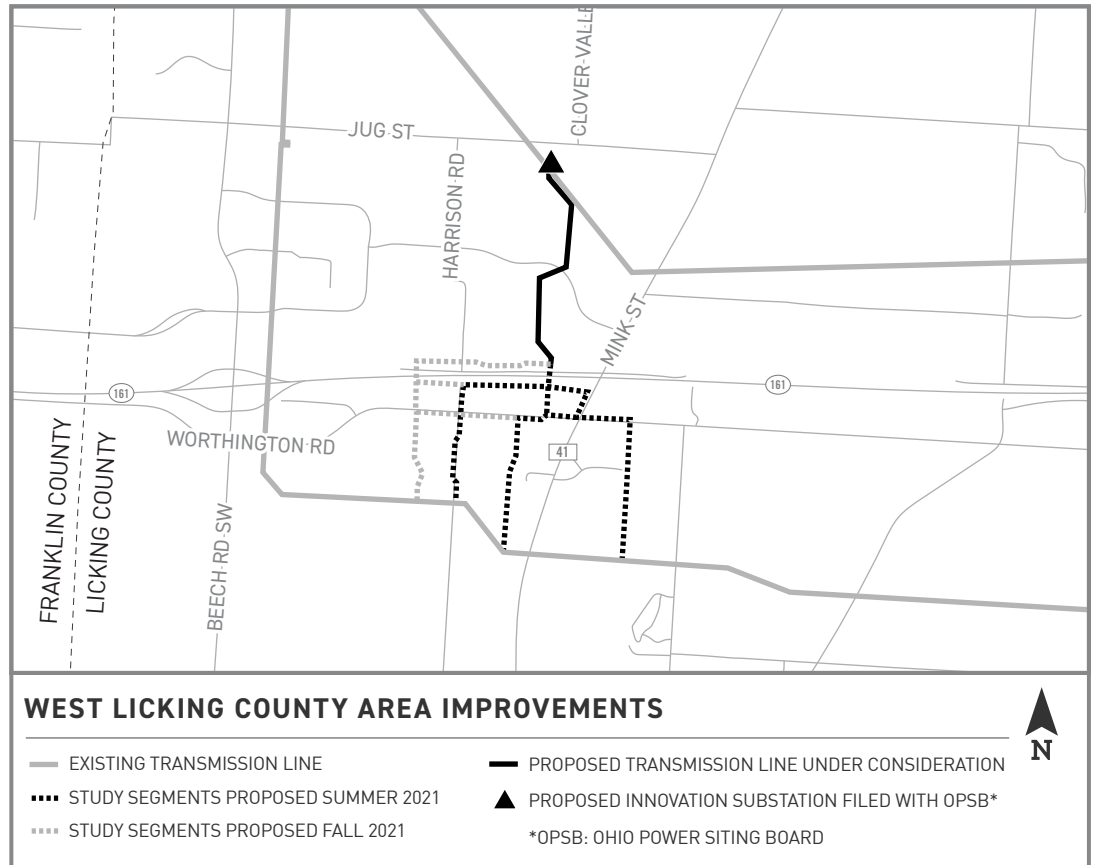 CLOVER-VALLE
JUG ST
HARRISON RD
MINK ST
161
161
WORTHINGTON RD
41
FRANKLIN COUNTY
LICKING COUNTY
BEECH RD SW
WEST LICKING COUNTY AREA IMPROVEMENTS
N
EXISTING TRANSMISSION LINE
STUDY SEGMENTS PROPOSED SUMMER 2021
STUDY SEGMENTS PROPOSED FALL 2021
PROPOSED TRANSMISSION LINE UNDER CONSIDERATION
PROPOSED INNOVATION SUBSTATION FILED WITH OPSB*
*OPSB: OHIO POWER SITING BOARD